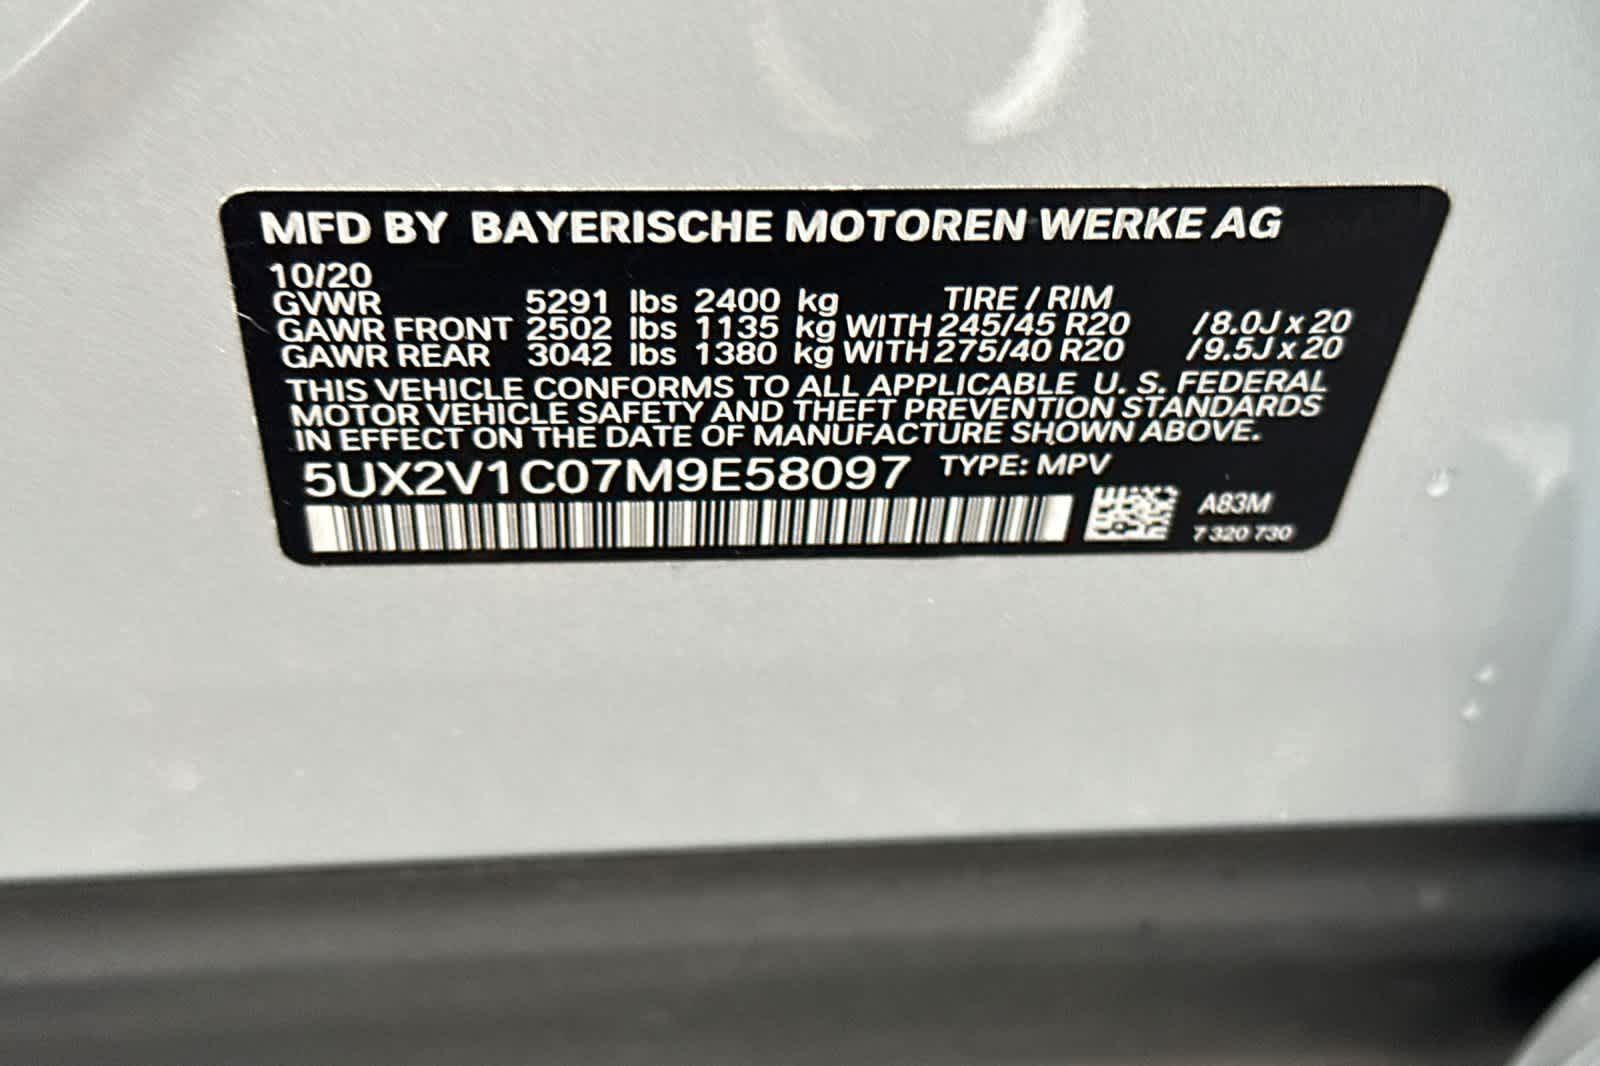 MFD BY BAYERISCHE MOTOREN WERKE AG
10/20
GVWR 5291 lbs 2400 kg TIRE / RIM
GAWR FRONT 2502 lbs 1135 kg WITH 245/45 R20 /8.0J x 20
GAWR REAR 3042 lbs 1380 kg WITH 275/40 R20 /9.5J x 20
THIS VEHICLE CONFORMS TO ALL APPLICABLE U. S. FEDERAL
MOTOR VEHICLE SAFETY AND THEFT PREVENTION STANDARDS
IN EFFECT ON THE DATE OF MANUFACTURE SHOWN ABOVE.
5UX2V1C07M9E58097 TYPE: MPV
A83M
7 320 730